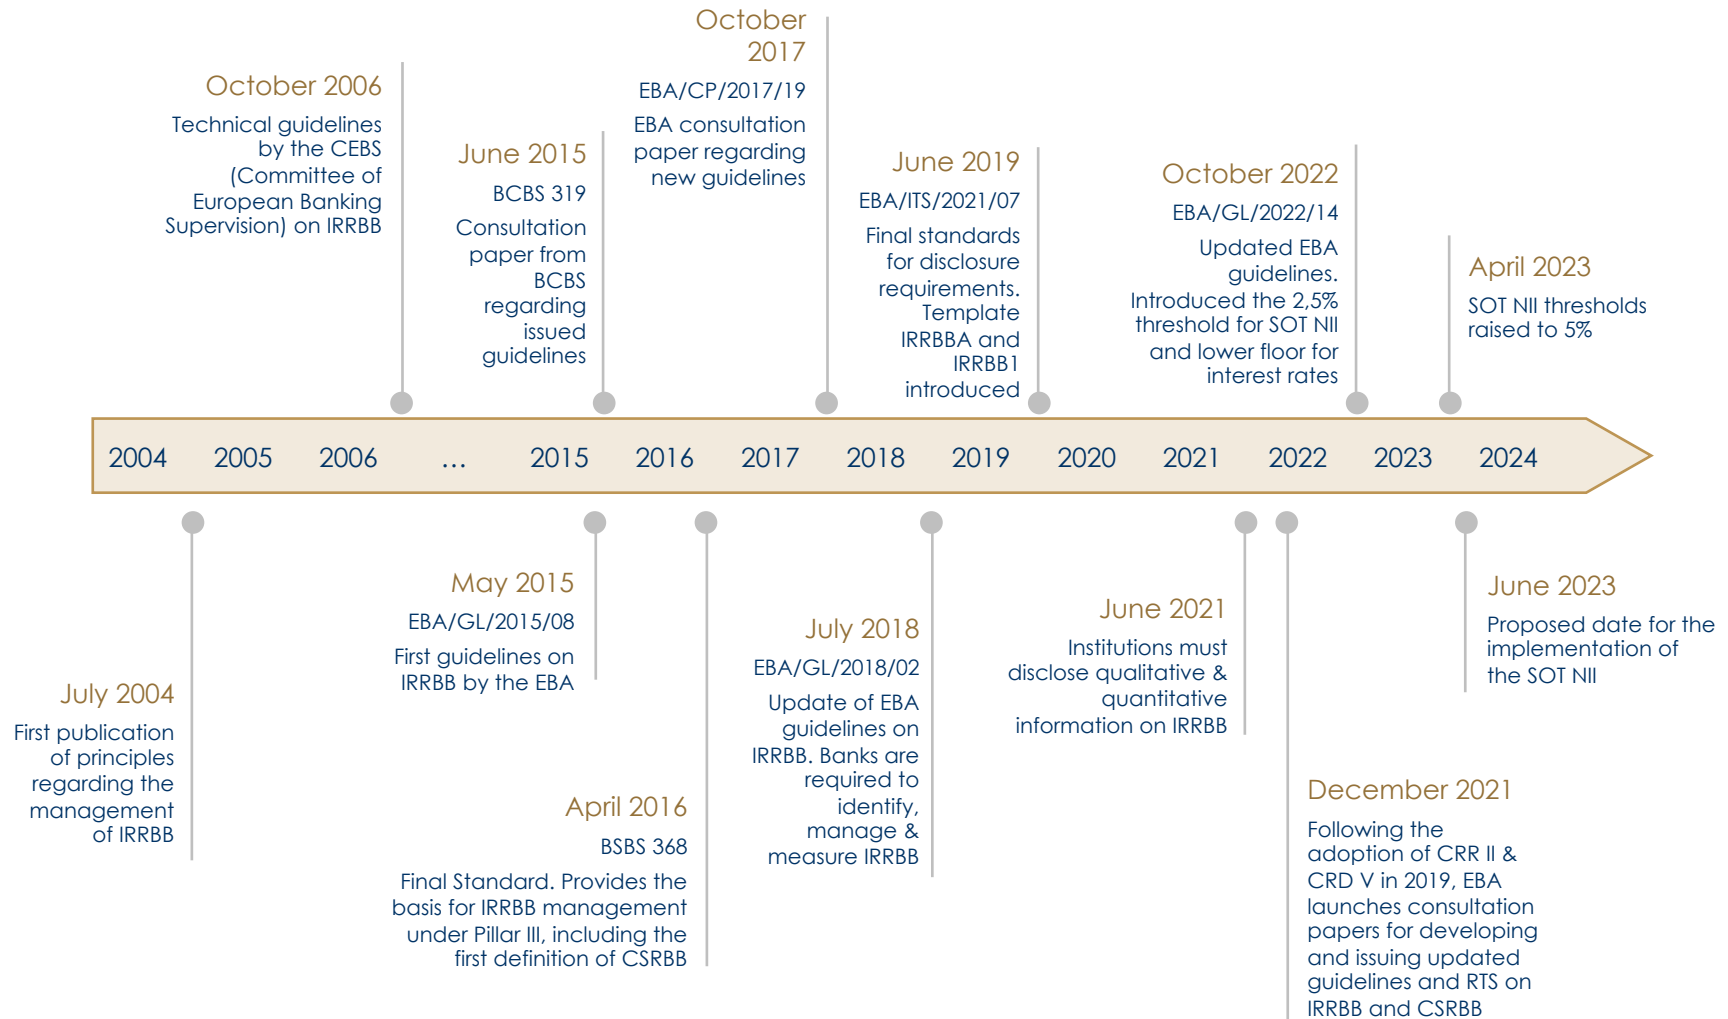 October
2017
EBA/CP/2017/19
EBA consultation
paper regarding
new guidelines
October 2006
Technical guidelines
by the CEBS
(Committee of
European Banking
Supervision) on IRRBB
June 2015
BCBS 319
Consultation
paper from
BCBS
regarding
issued
guidelines
June 2019
EBA/ITS/2021/07
Final standards
for disclosure
requirements.
Template
IRRBBA and
IRRBB1
introduced
October 2022
EBA/GL/2022/14
Updated EBA
guidelines.
Introduced the 2,5%
threshold for SOT NII
and lower floor for
interest rates
April 2023
SOT NII thresholds
raised to 5%
2004 2005 2006 ... 2015 2016 2017 2018 2019 2020 2021 2022 2023 2024
July 2004
First publication
of principles
regarding the
management
of IRRBB
May 2015
EBA/GL/2015/08
First guidelines on
IRRBB by the EBA
April 2016
BSBS 368
Final Standard. Provides the
basis for IRRBB management
under Pillar III, including the
first definition of CSRBB
July 2018
EBA/GL/2018/02
Update of EBA
guidelines on
IRRBB. Banks are
required to
identify,
manage &
measure IRRBB
June 2021
Institutions must
disclose qualitative &
quantitative
information on IRRBB
December 2021
Following the
adoption of CRR II &
CRD V in 2019, EBA
launches consultation
papers for developing
and issuing updated
guidelines and RTS on
IRRBB and CSRBB
June 2023
Proposed date for the
implementation of
the SOT NII